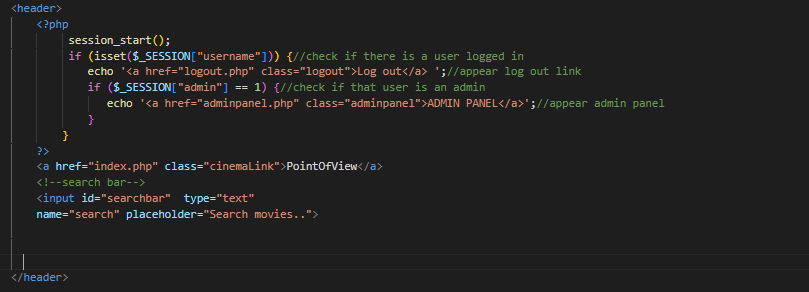 <header>
<?php
session_start();
if (isset($_SESSION["username"])) {//check if there is a user logged in
echo '<a href="logout.php" class="logout">Log out</a> ';//appear log out link
if ($_SESSION["admin"] == 1) {//check if that user is an admin
echo '<a href="adminpanel.php" class="adminpanel">ADMIN PANEL</a>';//appear admin panel
}
}
?>
<a href="index.php" class="cinemaLink">PointOfView</a>
<!--search bar-->
<input id="searchbar"  type="text"
name="search" placeholder="Search movies..">
</header>